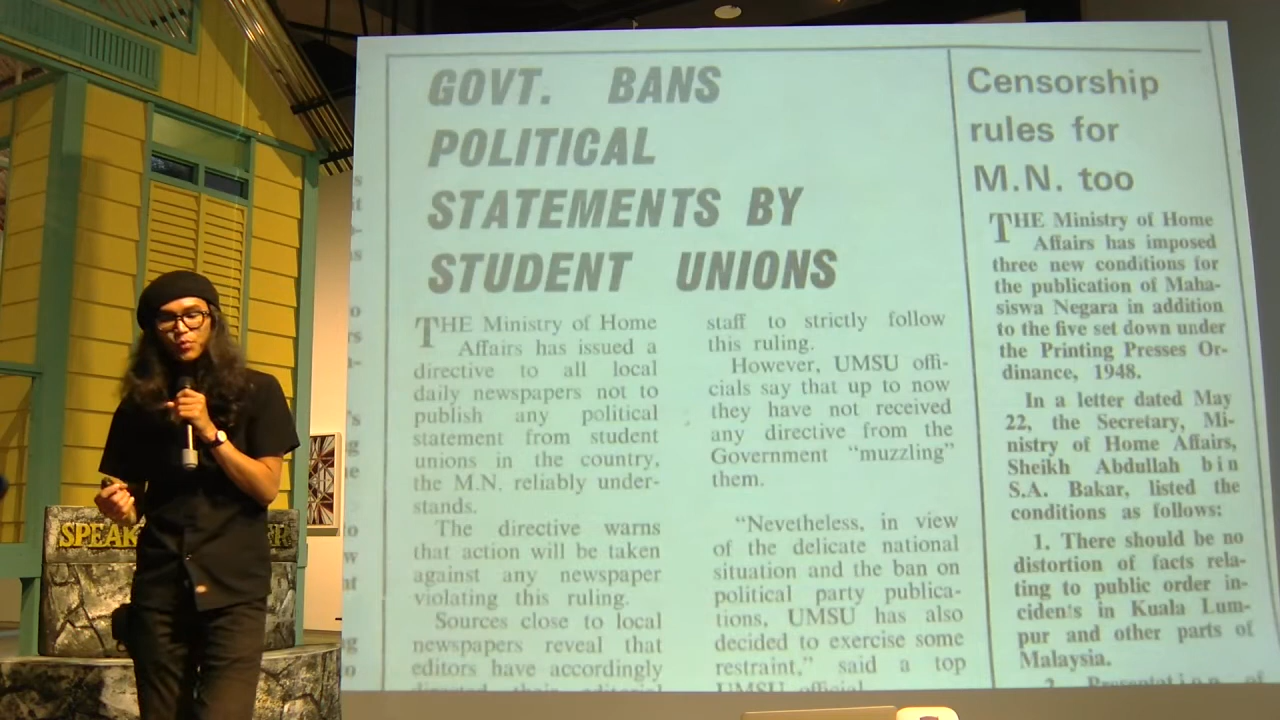 GOVT. BANS
POLITICAL
STATEMENTS BY
STUDENT UNIONS
THE Ministry of Home
Affairs has issued a
directive to all local
daily newspapers not to
publish any political
statement from student
unions in the country,
the M.N. reliably under-
stands.
The directive warns
that action will be taken
against any newspaper
violating this ruling.
Sources close to local
newspapers reveal that
editors have accordingly
directed their editorial
staff to strictly follow
this ruling.
However, UMSU offi-
cials say that up to now
they have not received
any directive from the
Government "muzzling"
them.
"Nevetheless, in view
of the delicate national
situation and the ban on
political party publica-
tions, UMSU has also
decided to exercise some
restraint," said a top
UMSU official
Censorship
rules for
M.N. too
THE Ministry of Home
Affairs has imposed
three new conditions for
the publication of Maha-
siswa Negara in addition
to the five set down under
the Printing Presses Or-
dinance, 1948.
In a letter dated May
22, the Secretary, Mi-
nistry of Home Affairs,
Sheikh Abdullah bin
S.A. Bakar, listed the
conditions as follows:
1. There should be no
distortion of facts rela-
ting to public order in-
cidents in Kuala Lum-
pur and other parts of
Malaysia.
2. Presentation of
SPEAK